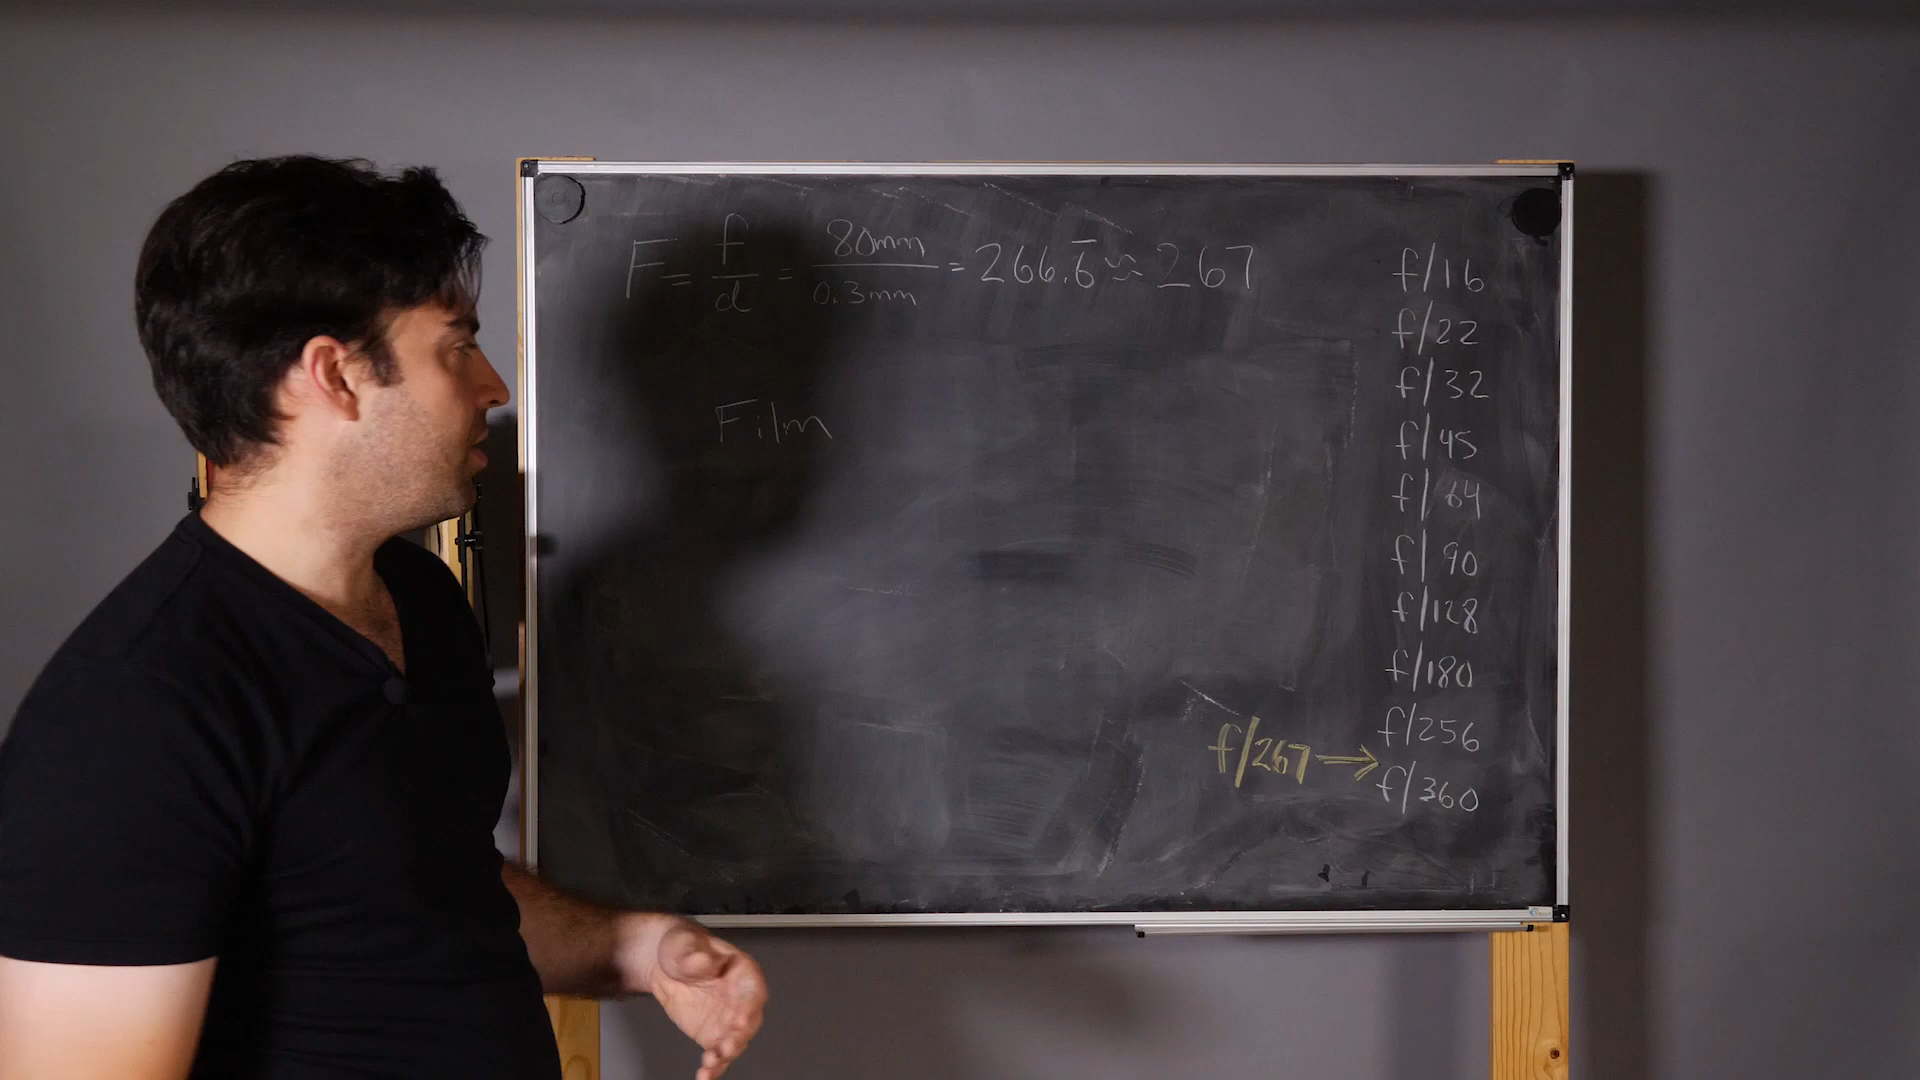 F = f/d = 80mm/0.3mm = 266.6̅ ≈ 267
Film
f/16
f/22
f/32
f/45
f/64
f/90
f/128
f/180
f/256
f/267 →
f/360